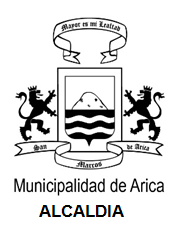 Mayor es mi Lealtad
San Marcos de Arica
Municipalidad de Arica
ALCALDIA